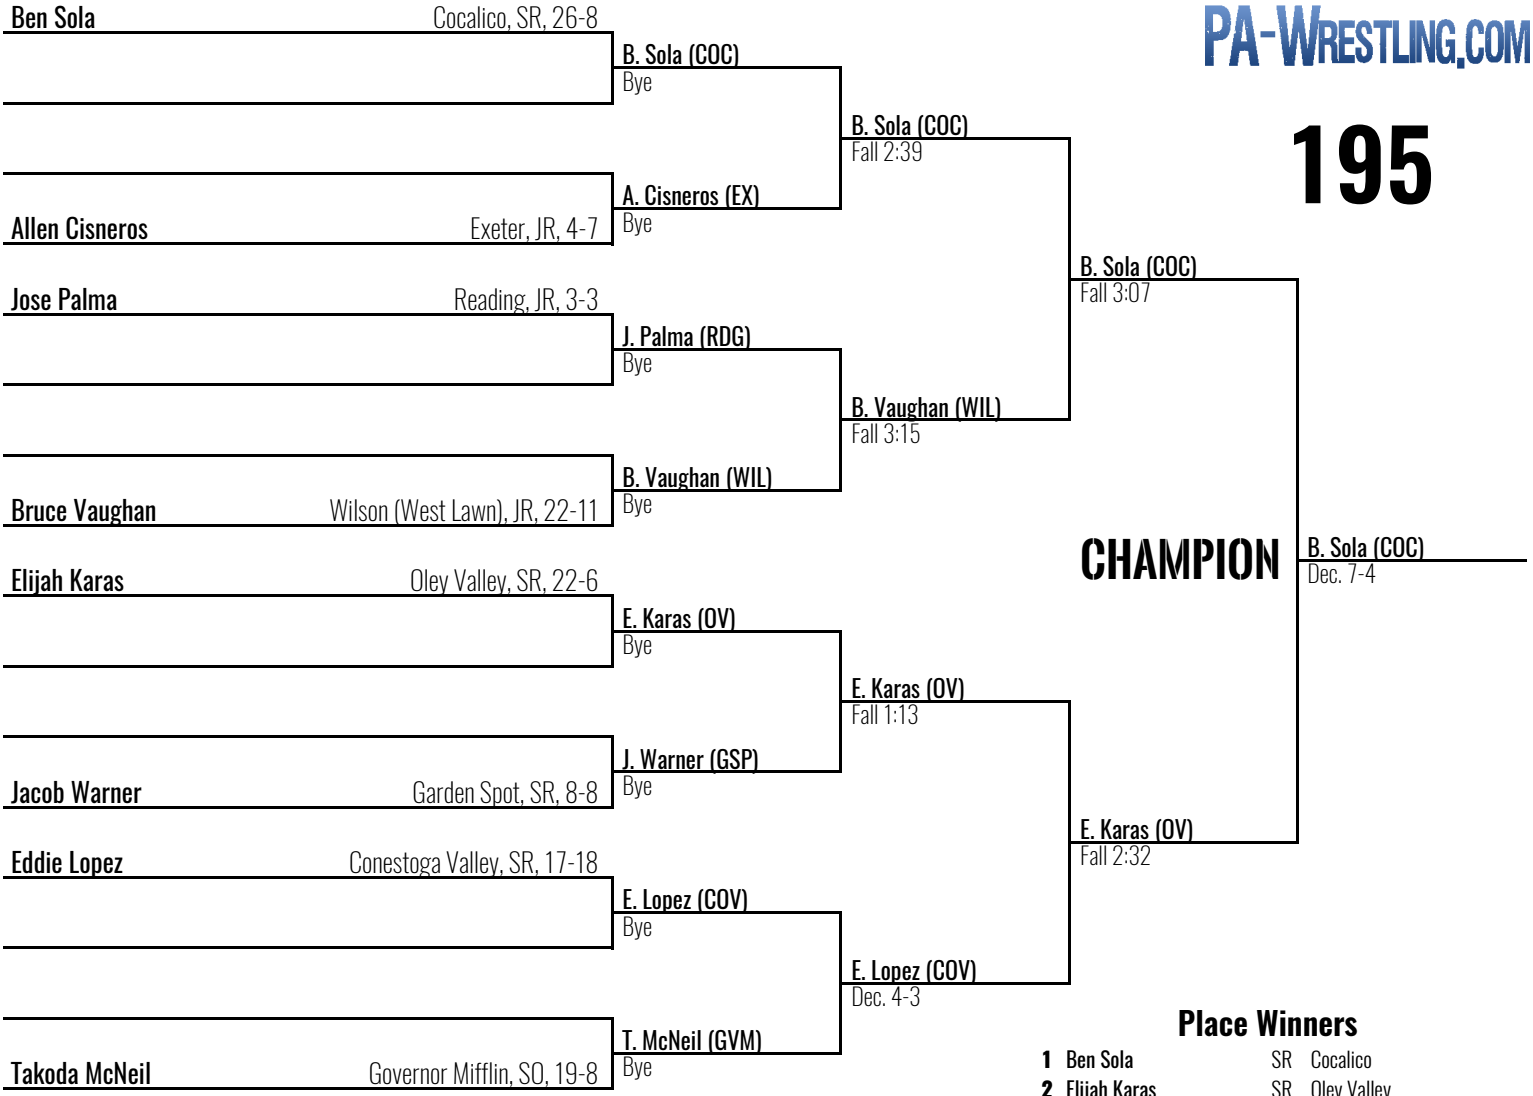 PA-WRESTLING.COM
195
Ben Sola Cocalico, SR, 26-8
B. Sola (COC)
Bye
B. Sola (COC)
Fall 2:39
A. Cisneros (EX)
Bye
Allen Cisneros Exeter, JR, 4-7
B. Sola (COC)
Fall 3:07
Jose Palma Reading, JR, 3-3
J. Palma (RDG)
Bye
B. Vaughan (WIL)
Fall 3:15
B. Vaughan (WIL)
Bye
Bruce Vaughan Wilson (West Lawn), JR, 22-11
CHAMPION
B. Sola (COC)
Dec. 7-4
Elijah Karas Oley Valley, SR, 22-6
E. Karas (OV)
Bye
E. Karas (OV)
Fall 1:13
J. Warner (GSP)
Bye
Jacob Warner Garden Spot, SR, 8-8
E. Karas (OV)
Fall 2:32
Eddie Lopez Conestoga Valley, SR, 17-18
E. Lopez (COV)
Bye
E. Lopez (COV)
Dec. 4-3
T. McNeil (GVM)
Bye
Takoda McNeil Governor Mifflin, SO, 19-8
Place Winners
1 Ben Sola SR Cocalico
2 Elijah Karas SR Oley Valley